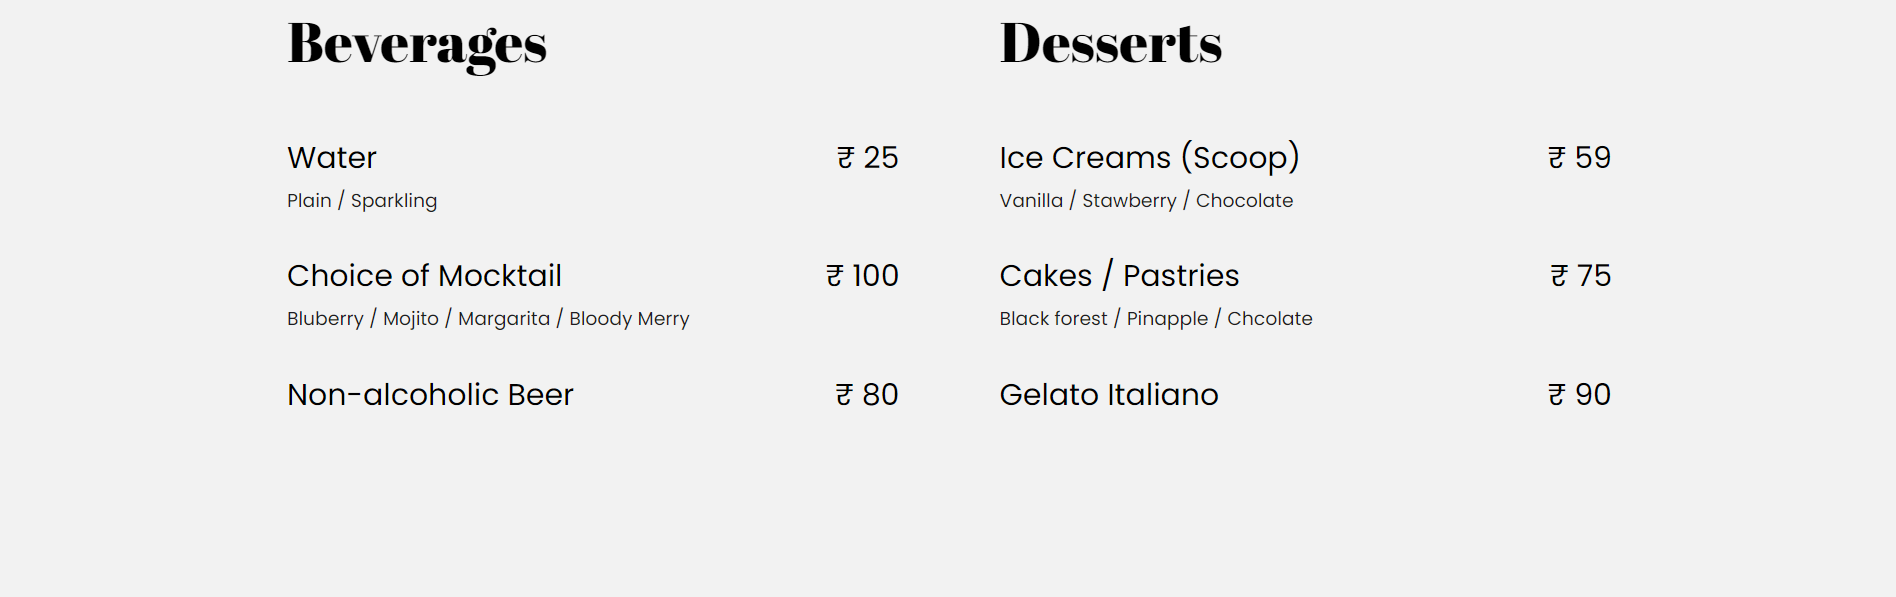 Beverages
Water ₹ 25
Plain / Sparkling
Choice of Mocktail ₹ 100
Bluberry / Mojito / Margarita / Bloody Merry
Non-alcoholic Beer ₹ 80
Desserts
Ice Creams (Scoop) ₹ 59
Vanilla / Stawberry / Chocolate
Cakes / Pastries ₹ 75
Black forest / Pinapple / Chcolate
Gelato Italiano ₹ 90